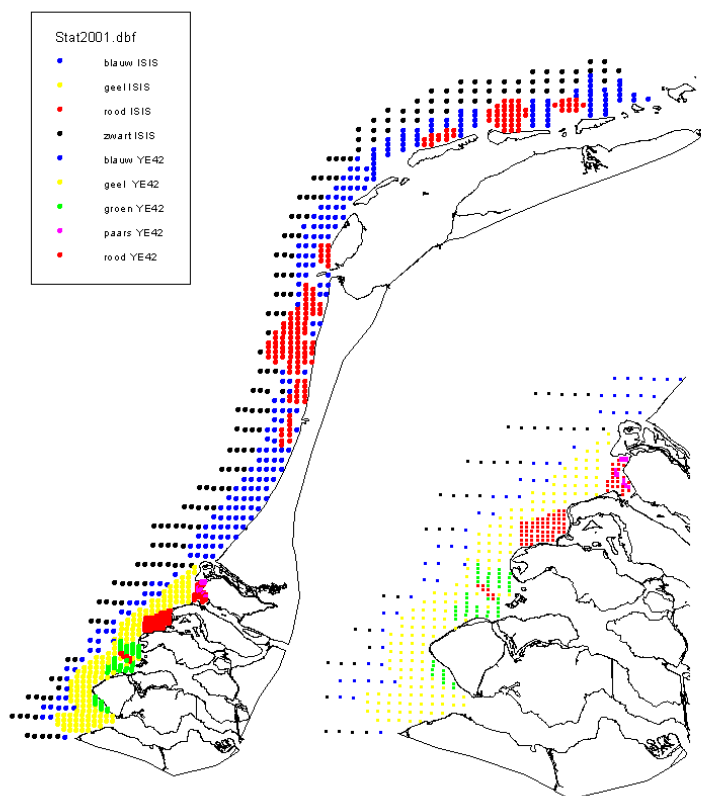 Stat2001.dbf
blauw ISIS
geel ISIS
rood ISIS
zwart ISIS
blauw YE42
geel YE42
groen YE42
paars YE42
rood YE42